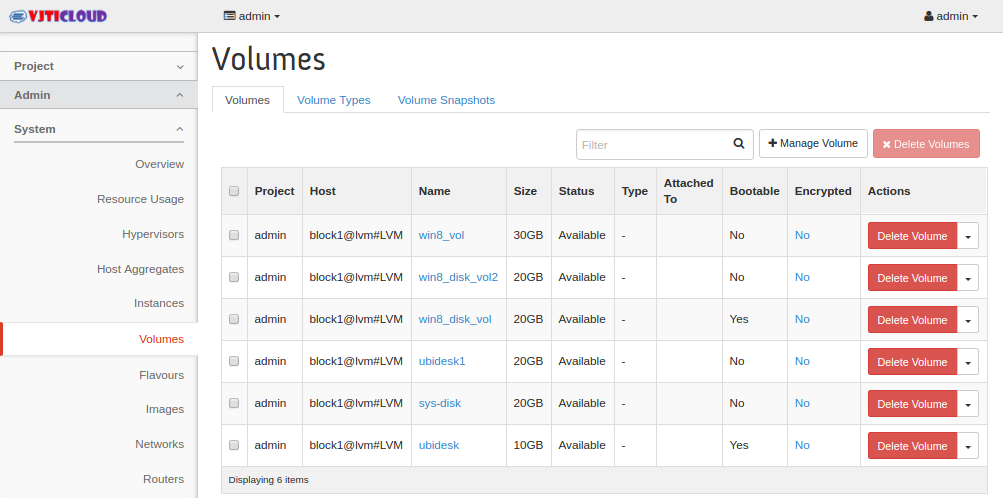 VJTICLOUD
admin
admin
Project
Admin
System
Overview
Resource Usage
Hypervisors
Host Aggregates
Instances
Volumes
Flavours
Images
Networks
Routers
Volumes
Volumes Volume Types Volume Snapshots
Filter Manage Volume Delete Volumes
Project Host Name Size Status Type Attached To Bootable Encrypted Actions
admin block1@lvm#LVM win8_vol 30GB Available - No No Delete Volume
admin block1@lvm#LVM win8_disk_vol2 20GB Available - No No Delete Volume
admin block1@lvm#LVM win8_disk_vol 20GB Available - Yes No Delete Volume
admin block1@lvm#LVM ubidesk1 20GB Available - No No Delete Volume
admin block1@lvm#LVM sys-disk 20GB Available - No No Delete Volume
admin block1@lvm#LVM ubidesk 10GB Available - Yes No Delete Volume
Displaying 6 items